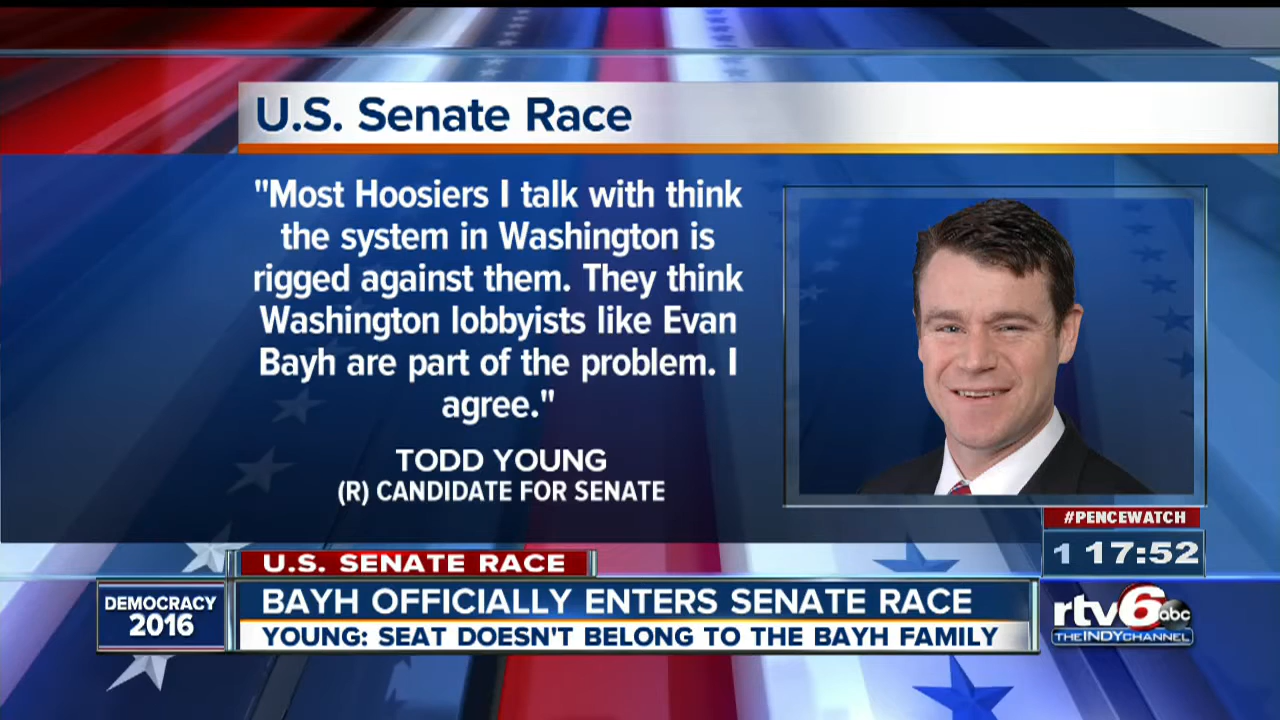 U.S. Senate Race
"Most Hoosiers I talk with think
the system in Washington is
rigged against them. They think
Washington lobbyists like Evan
Bayh are part of the problem. I
agree."
TODD YOUNG
(R) CANDIDATE FOR SENATE
#PENCEWATCH
1 17:52
U.S. SENATE RACE
DEMOCRACY
2016
BAYH OFFICIALLY ENTERS SENATE RACE
YOUNG: SEAT DOESN'T BELONG TO THE BAYH FAMILY
rtv6 abc
THEINDYCHANNEL